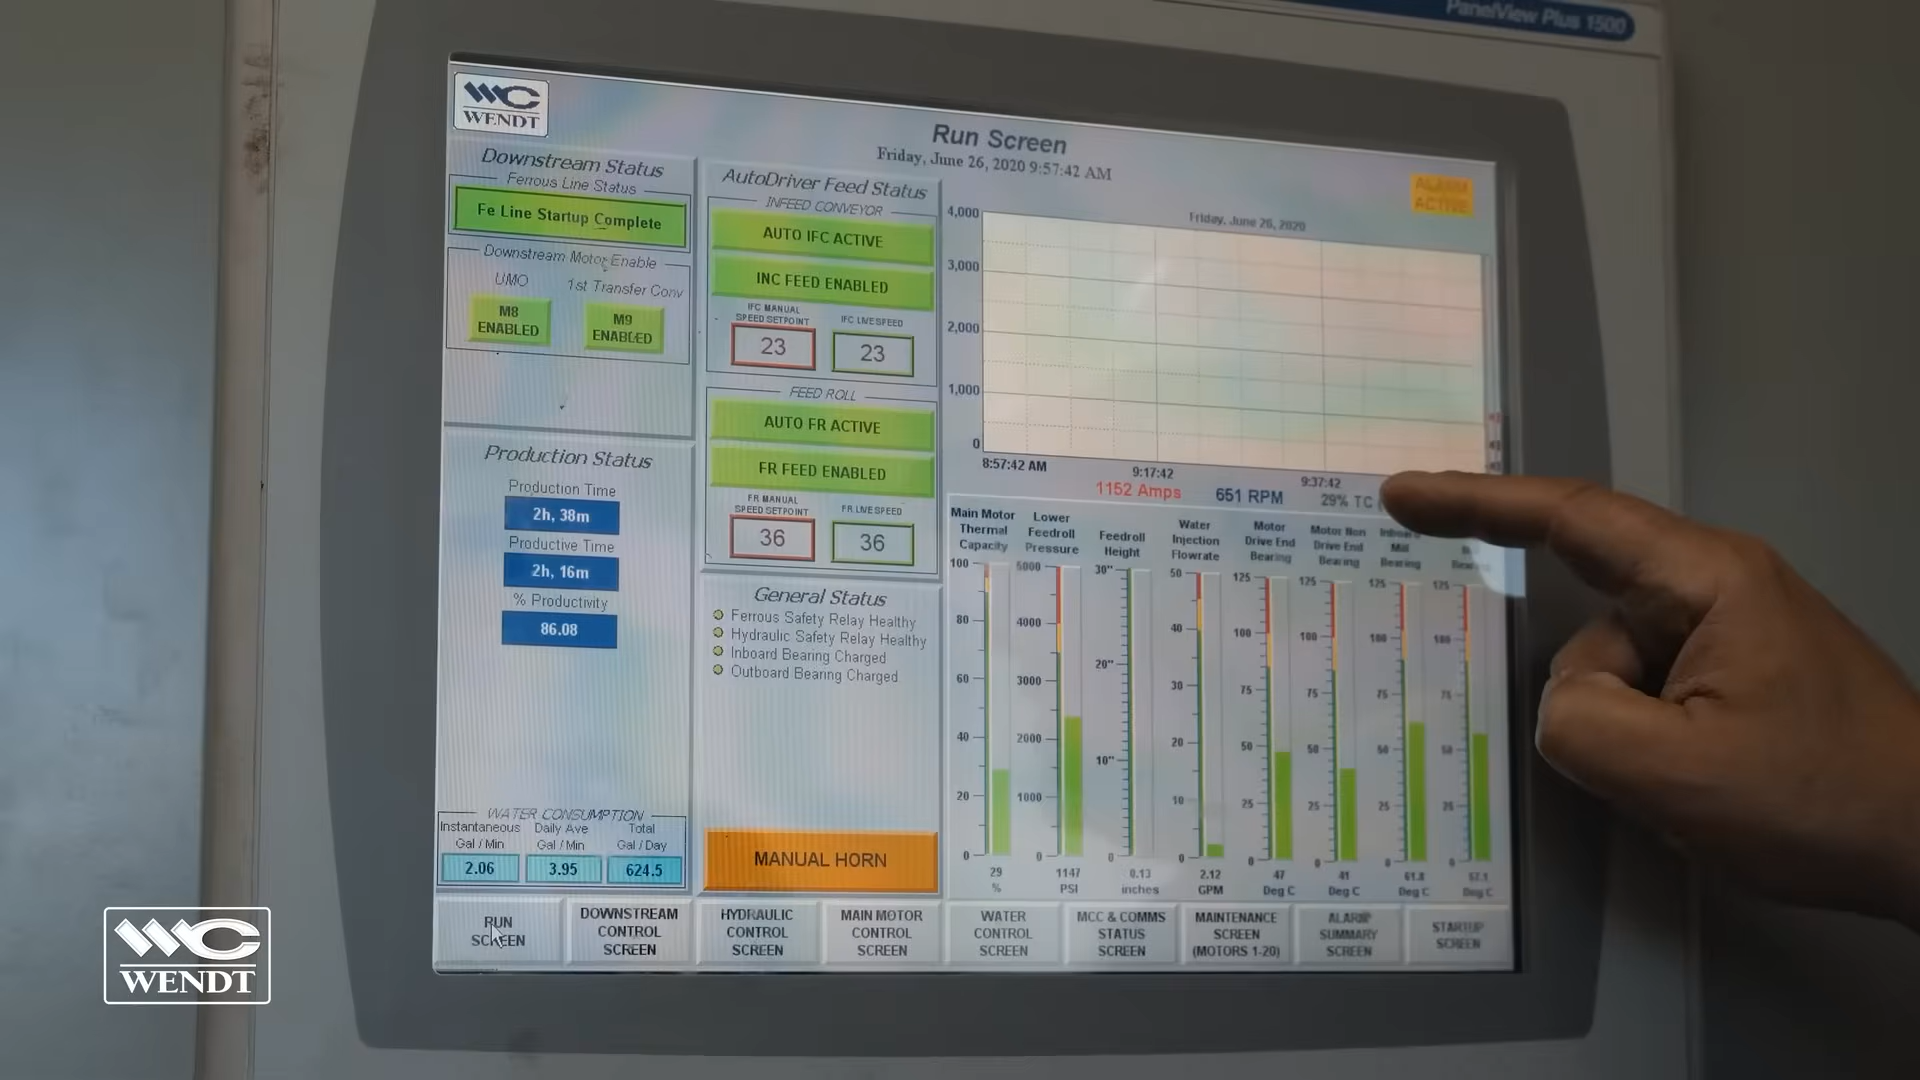 PanelView Plus 1500
WENDT
Run Screen
Friday, June 26, 2020 9:57:42 AM
ALARM
ACTIVE
Downstream Status
Ferrous Line Status
Fe Line Startup Complete
Downstream Motor Enable
UMO
1st Transfer Conv
M8
ENABLED
M9
ENABLED
Production Status
Production Time
2h, 38m
Productive Time
2h, 16m
% Productivity
86.08
WATER CONSUMPTION
Instantaneous
Gal / Min
Daily Ave
Gal / Min
Total
Gal / Day
2.06
3.95
624.5
AutoDriver Feed Status
INFEED CONVEYOR
AUTO IFC ACTIVE
INC FEED ENABLED
IFC MANUAL
SPEED SETPOINT
IFC LIVE SPEED
23
23
FEED ROLL
AUTO FR ACTIVE
FR FEED ENABLED
FR MANUAL
SPEED SETPOINT
FR LIVE SPEED
36
36
General Status
Ferrous Safety Relay Healthy
Hydraulic Safety Relay Healthy
Inboard Bearing Charged
Outboard Bearing Charged
MANUAL HORN
Friday, June 26, 2020
4,000
3,000
2,000
1,000
0
8:57:42 AM
9:17:42
9:37:42
1152 Amps
651 RPM
29% TC
Main Motor
Thermal
Capacity
100
80
60
40
20
0
29
%
Lower
Feedroll
Pressure
5000
4000
3000
2000
1000
0
1147
PSI
Feedroll
Height
30"
20"
10"
0
0.13
inches
Water
Injection
Flowrate
50
40
30
20
10
0
2.12
GPM
Motor
Drive End
Bearing
125
100
75
50
25
0
47
Deg C
Motor Non
Drive End
Bearing
125
100
75
50
25
0
41
Deg C
Inboard
Mill
Bearing
125
100
75
50
25
0
61.8
Deg C
Bearing
125
100
75
50
25
0
57.1
Deg C
RUN
SCREEN
DOWNSTREAM
CONTROL
SCREEN
HYDRAULIC
CONTROL
SCREEN
MAIN MOTOR
CONTROL
SCREEN
WATER
CONTROL
SCREEN
MCC & COMMS
STATUS
SCREEN
MAINTENANCE
SCREEN
(MOTORS 1-20)
ALARM
SUMMARY
SCREEN
STARTUP
SCREEN
WENDT